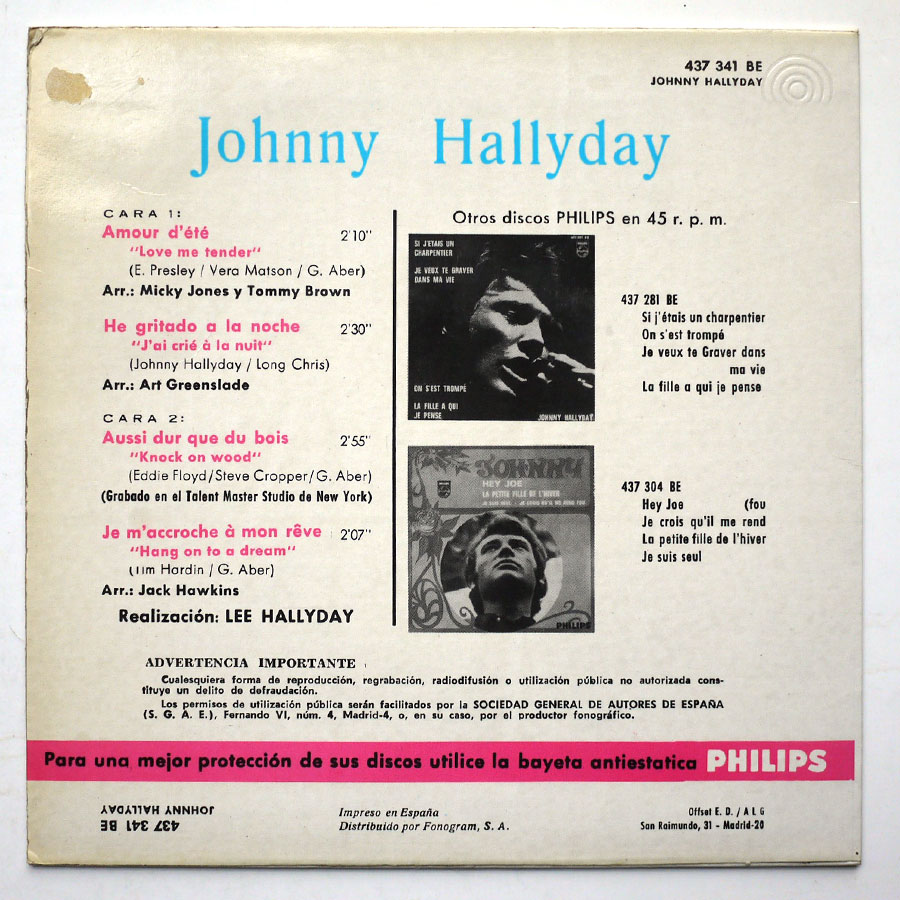 437 341 BE
JOHNNY HALLYDAY
Johnny Hallyday
CARA 1:
Amour d'été 2'10''
"Love me tender"
(E. Presley / Vera Matson / G. Aber)
Arr.: Micky Jones y Tommy Brown
He gritado a la noche 2'30''
"J'ai crié à la nuit"
(Johnny Hallyday / Long Chris)
Arr.: Art Greenslade
CARA 2:
Aussi dur que du bois 2'55''
"Knock on wood"
(Eddie Floyd/Steve Cropper/G. Aber)
(Grabado en el Talent Master Studio de New York)
Je m'accroche à mon rêve 2'07''
"Hang on to a dream"
(Tim Hardin / G. Aber)
Arr.: Jack Hawkins
Realización: LEE HALLYDAY
Otros discos PHILIPS en 45 r. p. m.
SI J'ETAIS UN
CHARPENTIER
JE VEUX TE GRAVER
DANS MA VIE
ON S'EST TROMPÉ
LA FILLE A QUI
JE PENSE
JOHNNY HALLYDAY
437 281 BE
Si j'étais un charpentier
On s'est trompé
Je veux te Graver dans
ma vie
La fille a qui je pense
JOHNNY
HEY JOE
LA PETITE FILLE DE L'HIVER
PHILIPS
437 304 BE
Hey Joe (fou
Je crois qu'il me rend
La petite fille de l'hiver
Je suis seul
ADVERTENCIA IMPORTANTE
Cualesquiera forma de reproducción, regrabación, radiodifusión o utilización pública no autorizada cons-
tituye un delito de defraudación.
Los permisos de utilización pública serán facilitados por la SOCIEDAD GENERAL DE AUTORES DE ESPAÑA
(S. G. A. E.), Fernando VI, núm. 4, Madrid-4, o, en su caso, por el productor fonográfico.
Para una mejor protección de sus discos utilice la bayeta antiestatica PHILIPS
437 341 BE
JOHNNY HALLYDAY
Impreso en España
Distribuido por Fonogram, S. A.
Offset E. D. / A L G
San Raimundo, 31 - Madrid-20